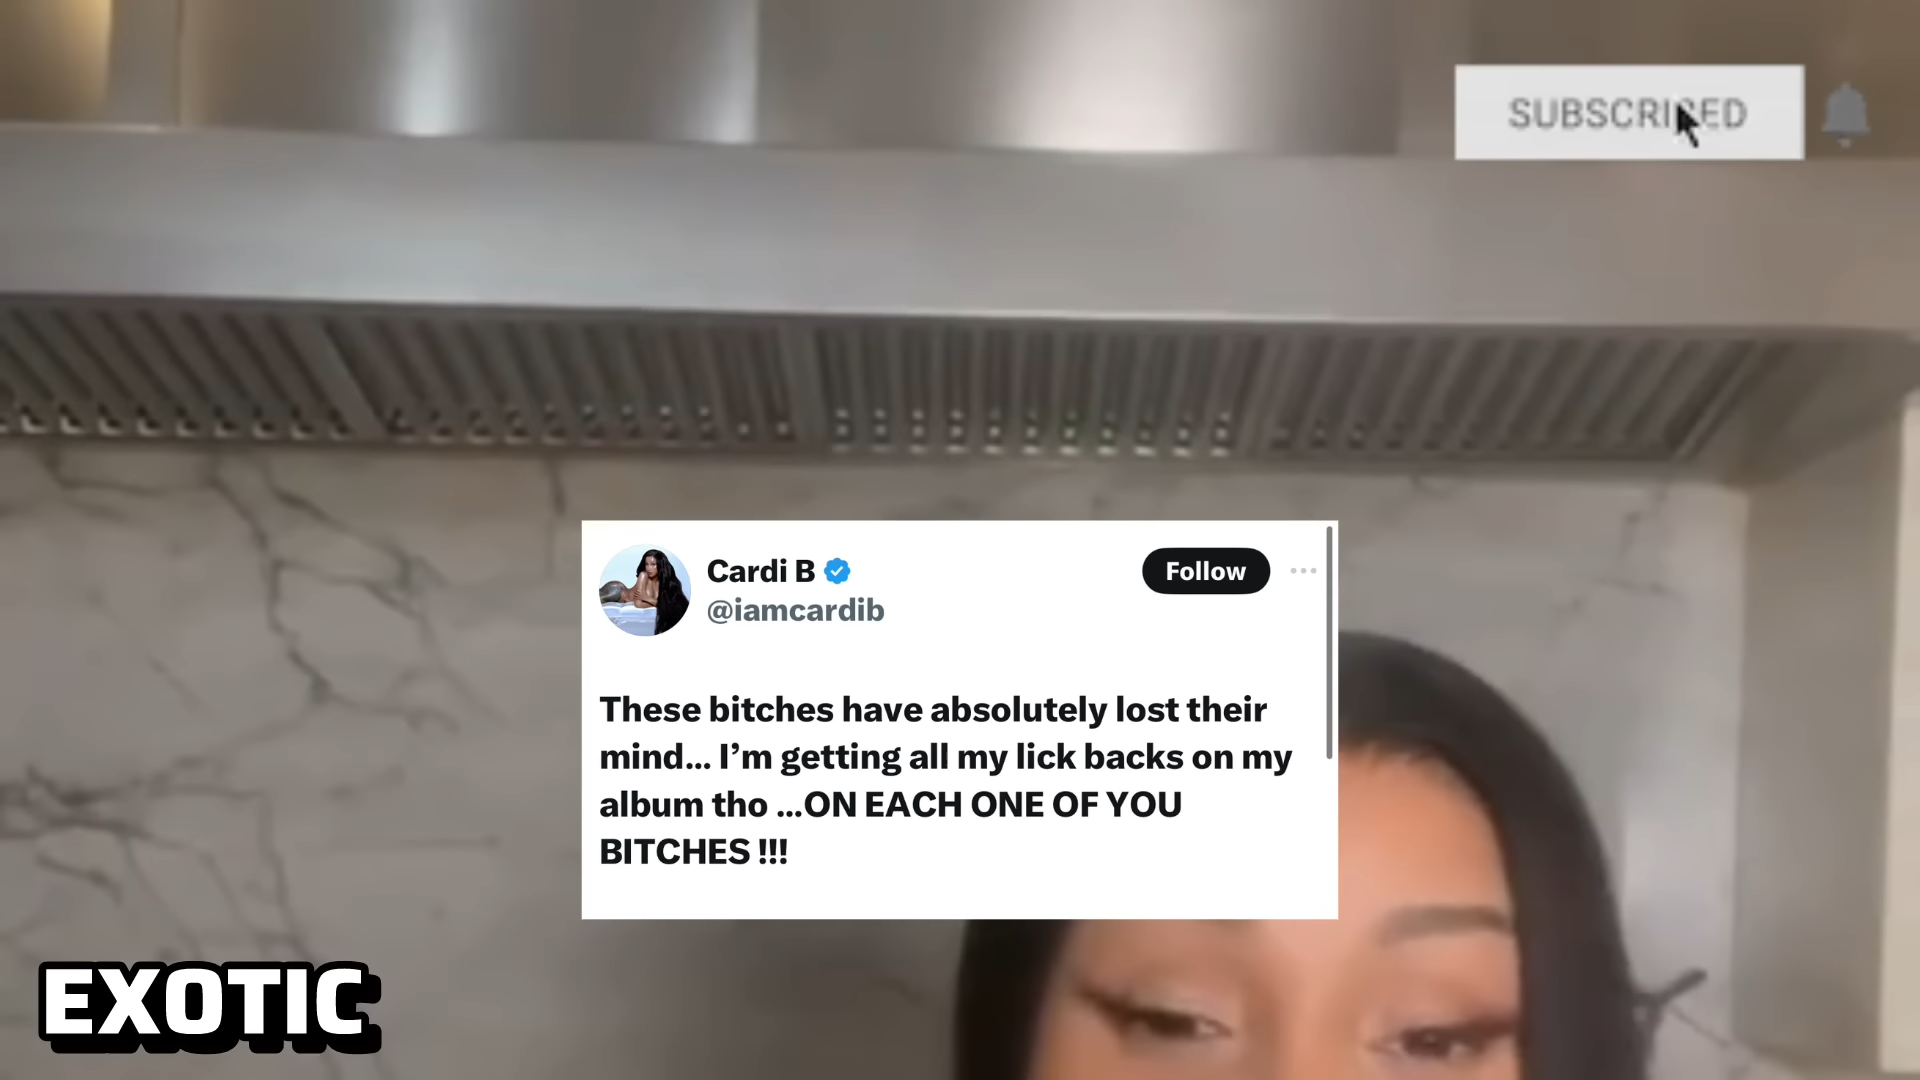 SUBSCRIBED
Cardi B
@iamcardib
Follow
These bitches have absolutely lost their
mind... I’m getting all my lick backs on my
album tho ...ON EACH ONE OF YOU
BITCHES !!!
EXOTIC